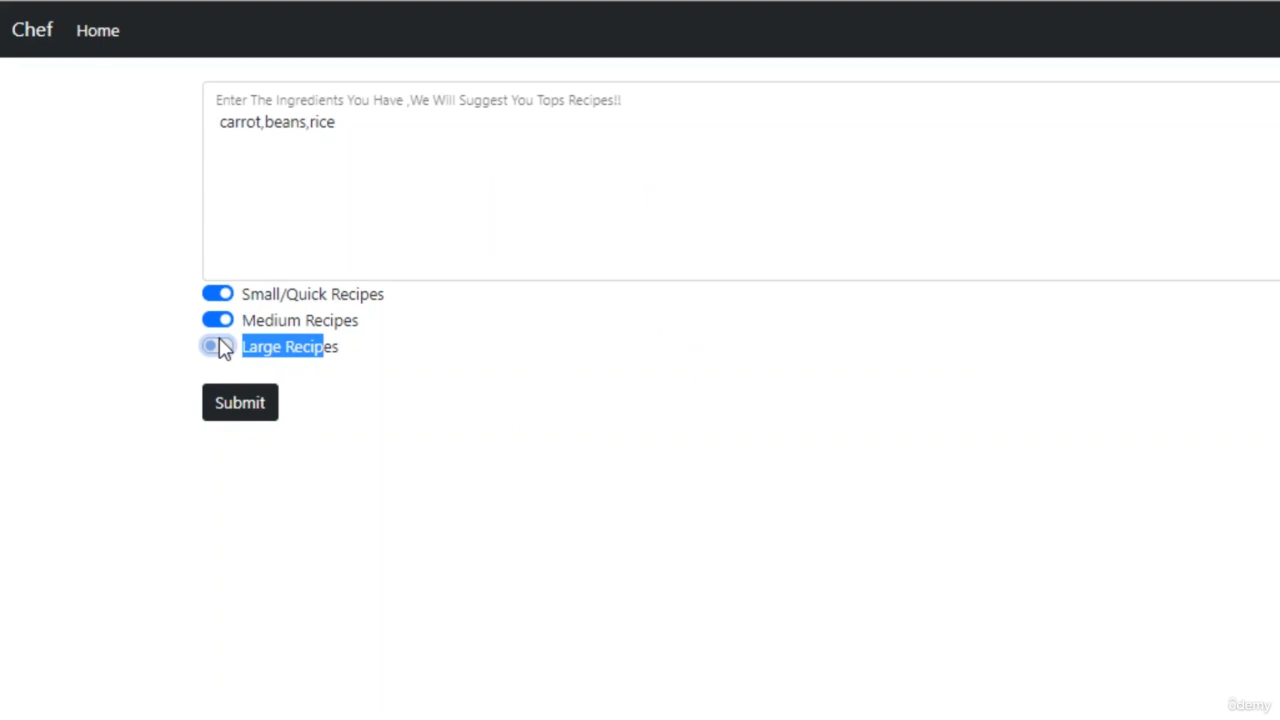 Chef Home
Enter The Ingredients You Have ,We Will Suggest You Tops Recipes!!
carrot,beans,rice
Small/Quick Recipes
Medium Recipes
Large Recipes
Submit
ûdemy